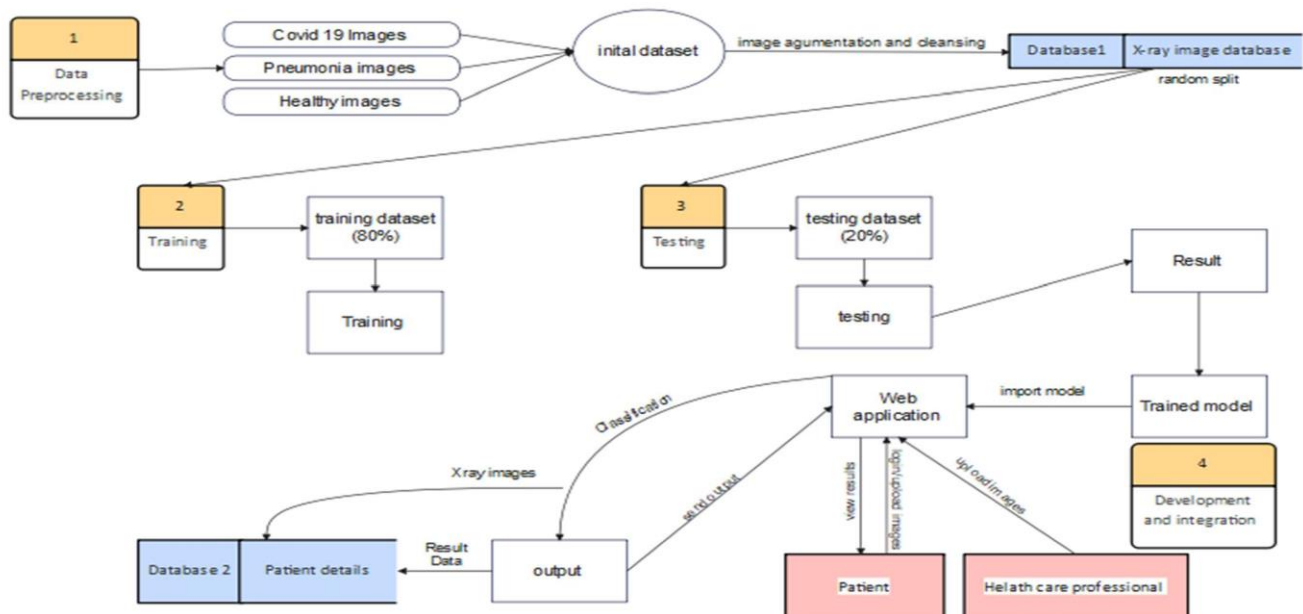 1
Data
Preprocessing
Covid 19 Images
Pneumonia images
Healthy images
inital dataset
image agumentation and cleansing
Database1
X-ray image database
random split
2
Training
training dataset
(80%)
Training
3
Testing
testing dataset
(20%)
testing
Result
Trained model
import model
Web
application
4
Development
and integration
Classification
send output
view results
login/upload images
upload images
X ray images
Database 2
Patient details
Result
Data
output
Patient
Helath care professional